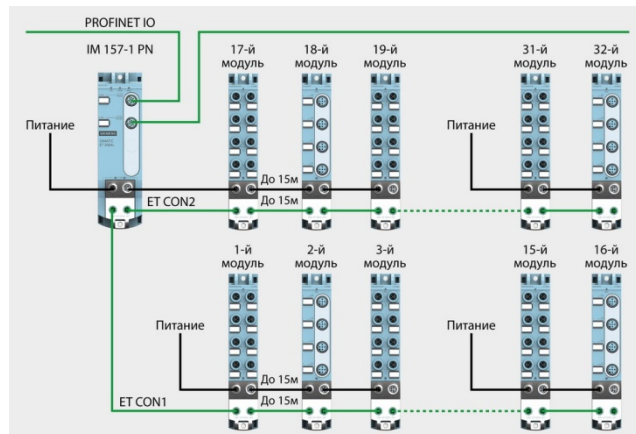 PROFINET IO
IM 157-1 PN
17-й
модуль
18-й
модуль
19-й
модуль
31-й
модуль
32-й
модуль
Питание
Питание
До 15м
До 15м
ET CON2
1-й
модуль
2-й
модуль
3-й
модуль
15-й
модуль
16-й
модуль
Питание
Питание
До 15м
До 15м
ET CON1